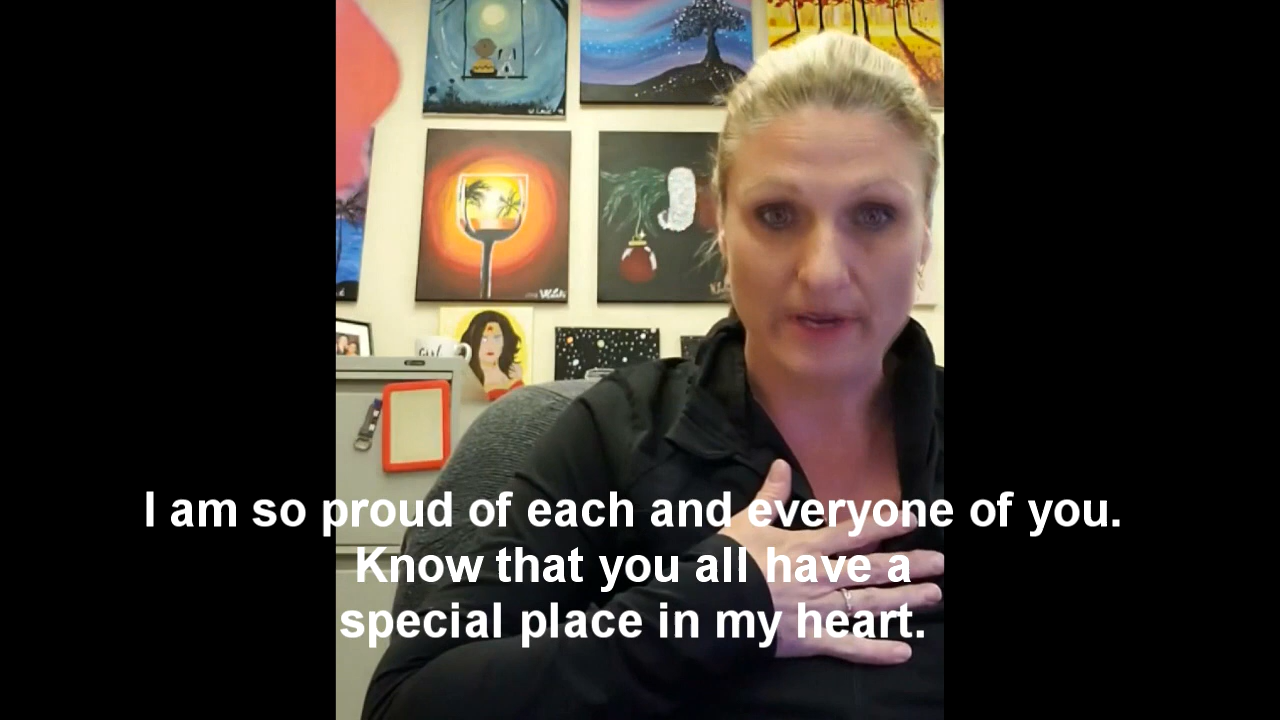 I am so proud of each and everyone of you.
Know that you all have a
special place in my heart.